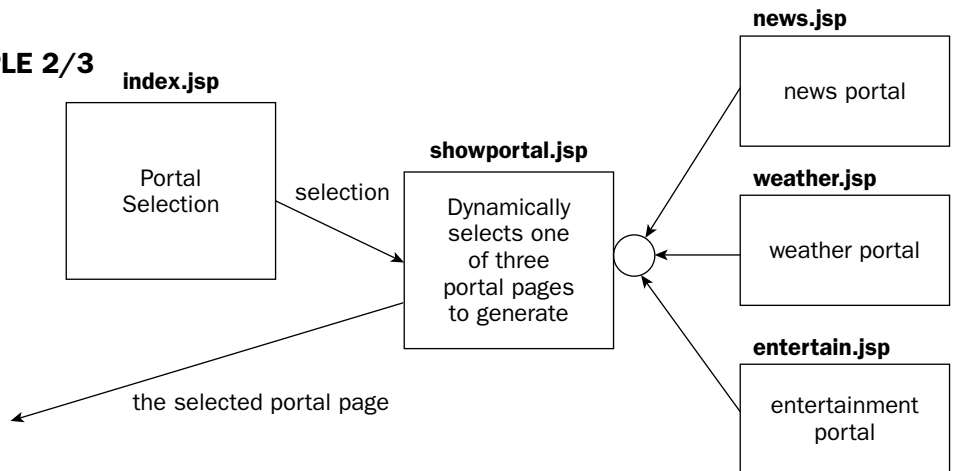 PLE 2/3
index.jsp
Portal
Selection
selection
showportal.jsp
Dynamically
selects one
of three
portal pages
to generate
the selected portal page
news.jsp
news portal
weather.jsp
weather portal
entertain.jsp
entertainment
portal